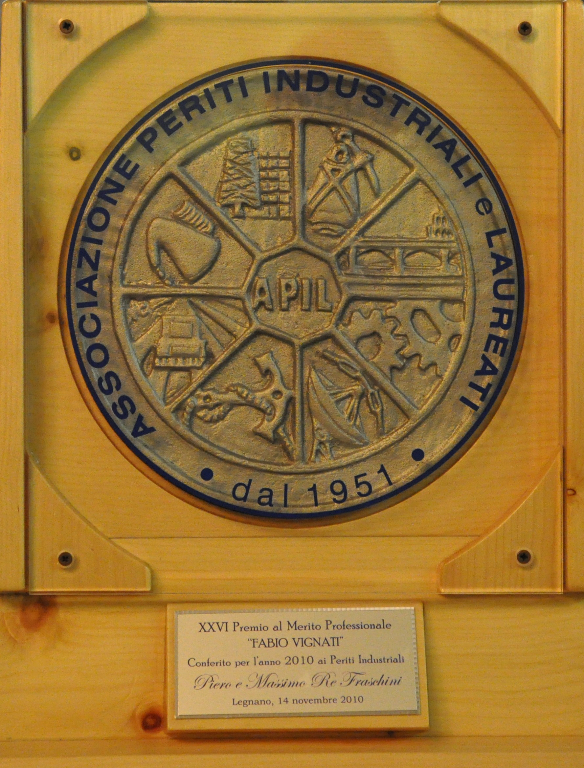 ASSOCIAZIONE PERITI INDUSTRIALI e LAUREATI
APIL
• dal 1951 •
XXVI Premio al Merito Professionale
"FABIO VIGNATI"
Conferito per l'anno 2010 ai Periti Industriali
Piero e Massimo Re Fraschini
Legnano, 14 novembre 2010